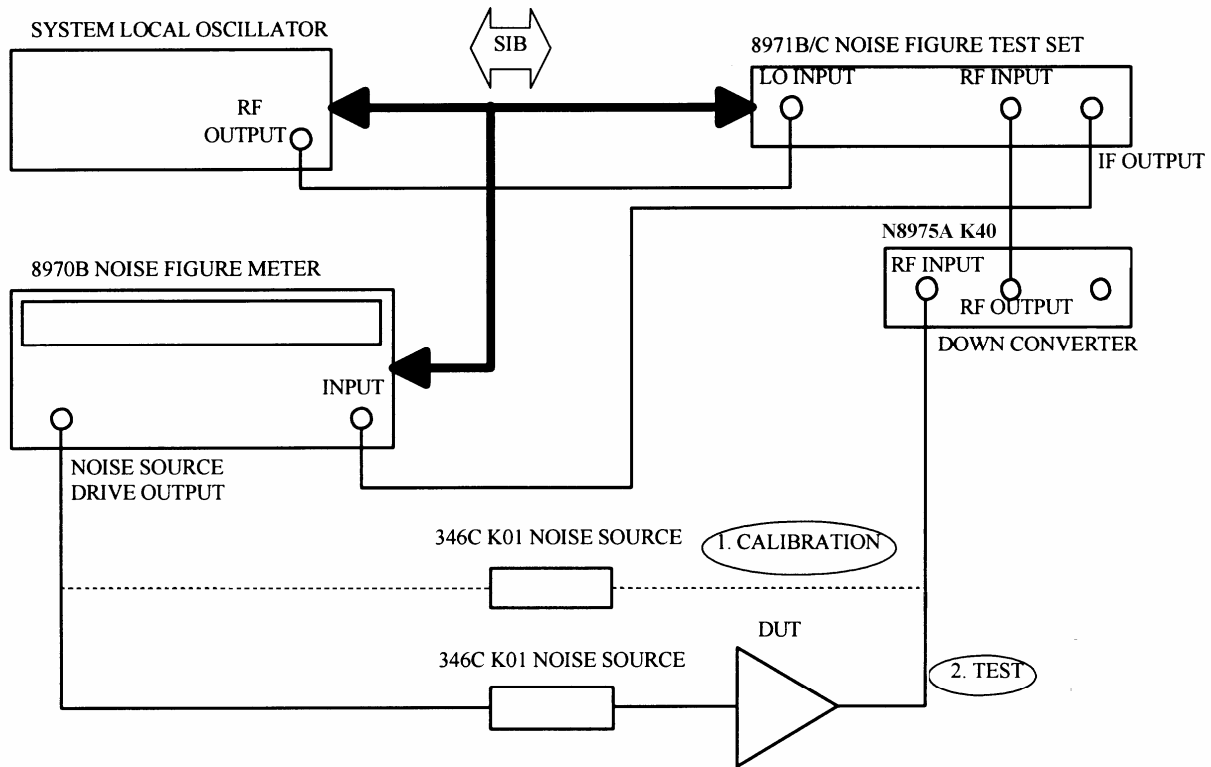 SYSTEM LOCAL OSCILLATOR
SIB
8971B/C NOISE FIGURE TEST SET
LO INPUT
RF INPUT
RF
OUTPUT
IF OUTPUT
N8975A K40
8970B NOISE FIGURE METER
RF INPUT
RF OUTPUT
DOWN CONVERTER
INPUT
NOISE SOURCE
DRIVE OUTPUT
346C K01 NOISE SOURCE
1. CALIBRATION
DUT
346C K01 NOISE SOURCE
2. TEST